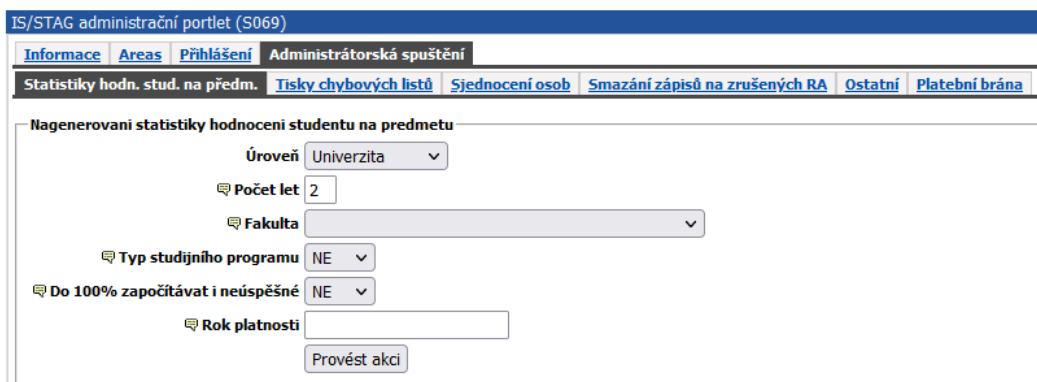 IS/STAG administrační portlet (S069)
Informace Areas Přihlášení Administrátorská spuštění
Statistiky hodn. stud. na předm. Tisky chybových listů Sjednocení osob Smazání zápisů na zrušených RA Ostatní Platební brána
Nagenerovani statistiky hodnoceni studentu na predmetu
Úroveň Univerzita
Počet let 2
Fakulta
Typ studijního programu NE
Do 100% započítávat i neúspěšné NE
Rok platnosti
Provést akci